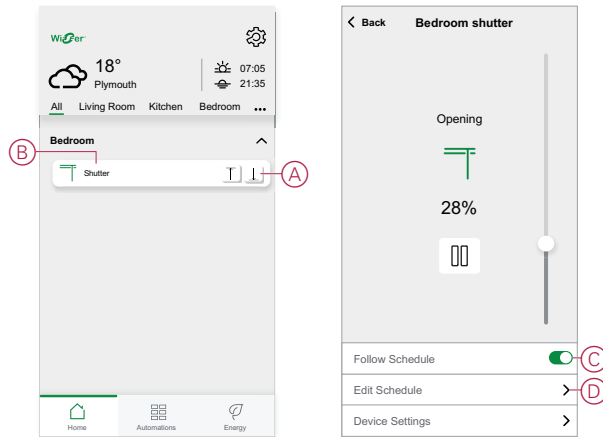 Wiser
18°
Plymouth
07:05
21:35
All Living Room Kitchen Bedroom •••
Bedroom
B
Shutter
A
Home Automations Energy
Back Bedroom shutter
Opening
28%
Follow Schedule
C
Edit Schedule
D
Device Settings